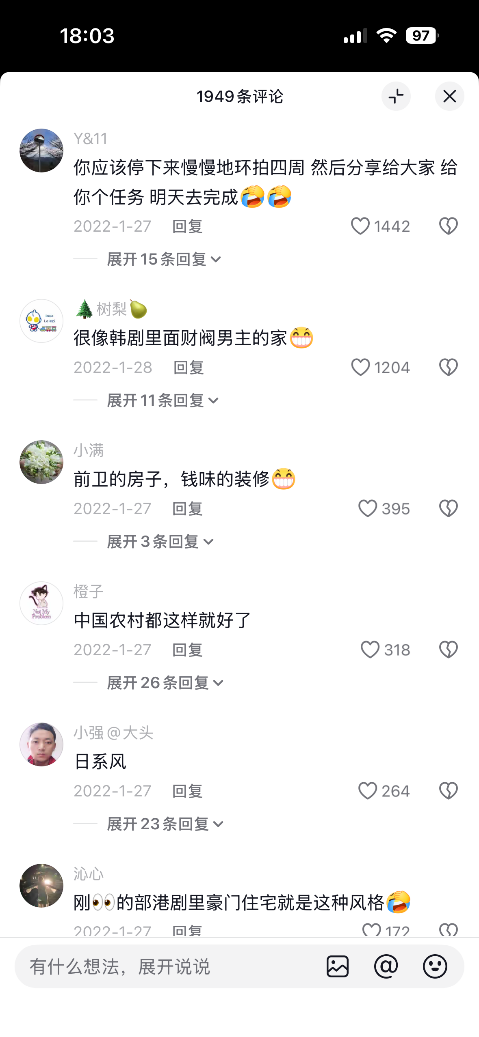 18:03
97
1949条评论
Y&11
你应该停下来慢慢地环拍四周 然后分享给大家 给
你个任务 明天去完成🤣🤣
2022-1-27 回复 1442
展开15条回复
🌲树梨🍐
很像韩剧里面财阀男主的家😁
2022-1-28 回复 1204
展开11条回复
小满
前卫的房子，钱味的装修😁
2022-1-27 回复 395
展开3条回复
橙子
中国农村都这样就好了
2022-1-27 回复 318
展开26条回复
小强@大头
日系风
2022-1-27 回复 264
展开23条回复
沁心
刚👀的部港剧里豪门住宅就是这种风格🤣
2022-1-27 回复 172
有什么想法，展开说说